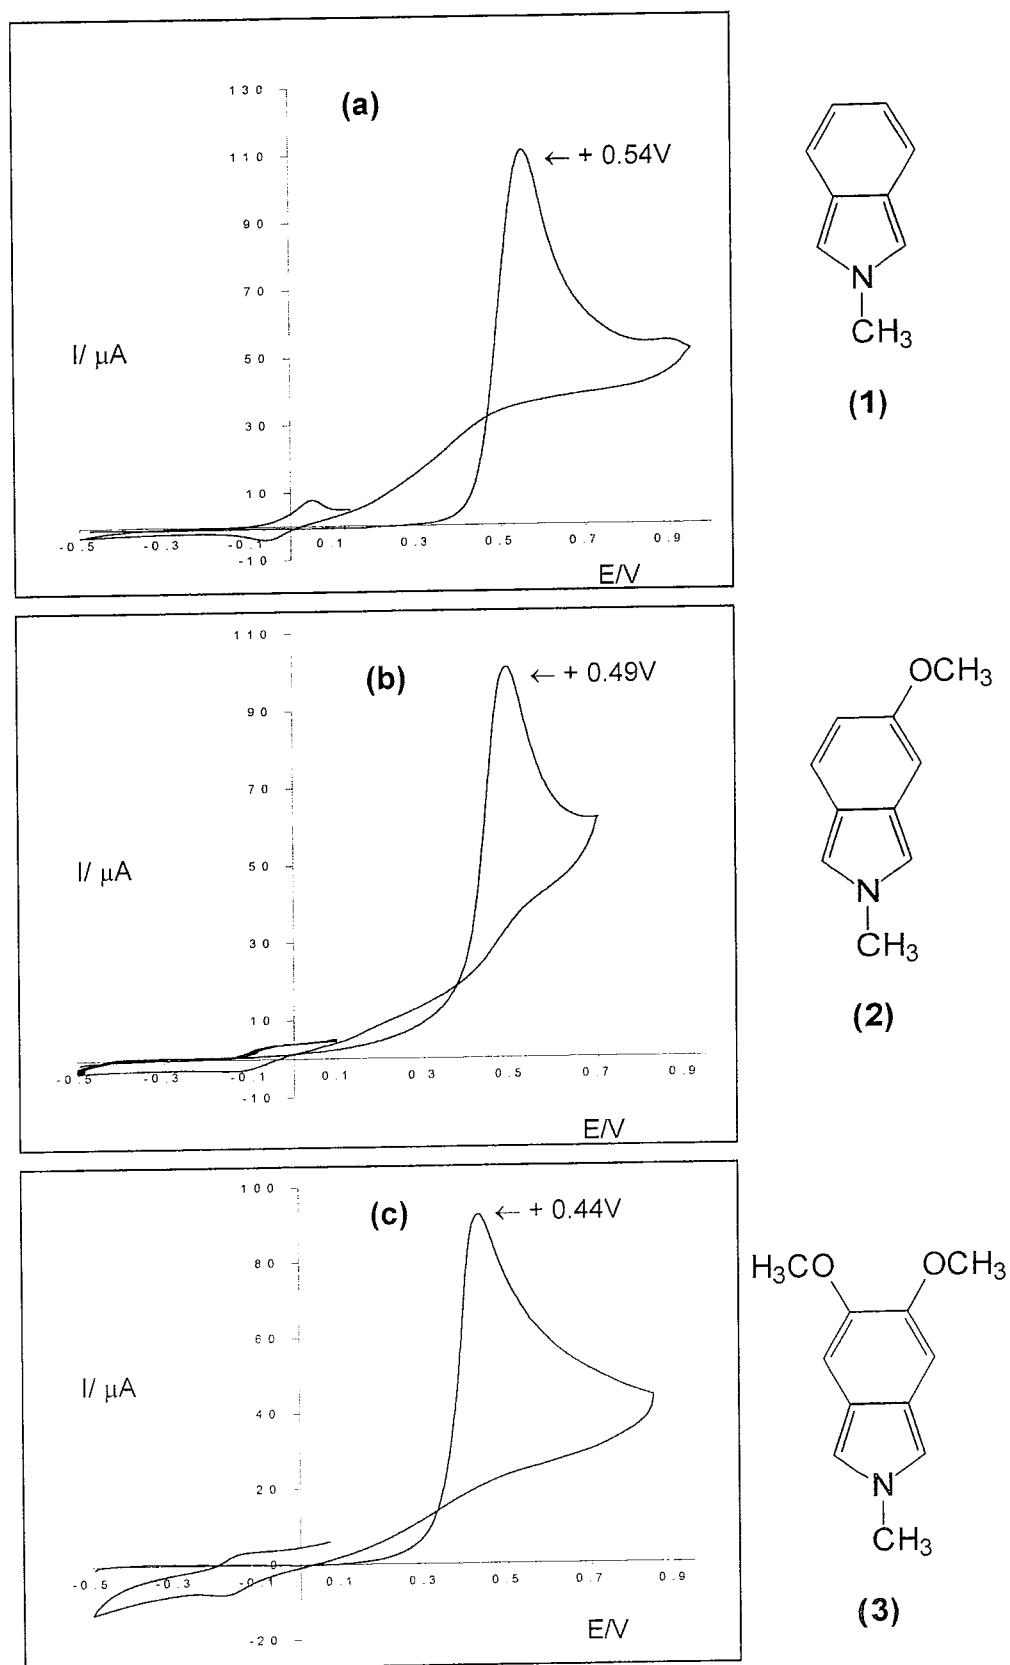 (a)
130
110
90
70
50
30
10
-10
← + 0.54V
I/ μA
-0.5 -0.3 -0.1 0.1 0.3 0.5 0.7 0.9
E/V
N
CH3
(1)
(b)
110
90
70
50
30
10
-10
← + 0.49V
I/ μA
-0.5 -0.3 -0.1 0.1 0 3 0.5 0.7 0.9
E/V
OCH3
N
CH3
(2)
(c)
100
80
60
40
20
0
-20
← + 0.44V
I/ μA
-0.5 -0.3 -0.1 0.1 0.3 0.5 0.7 0.9
E/V
H3CO
OCH3
N
CH3
(3)